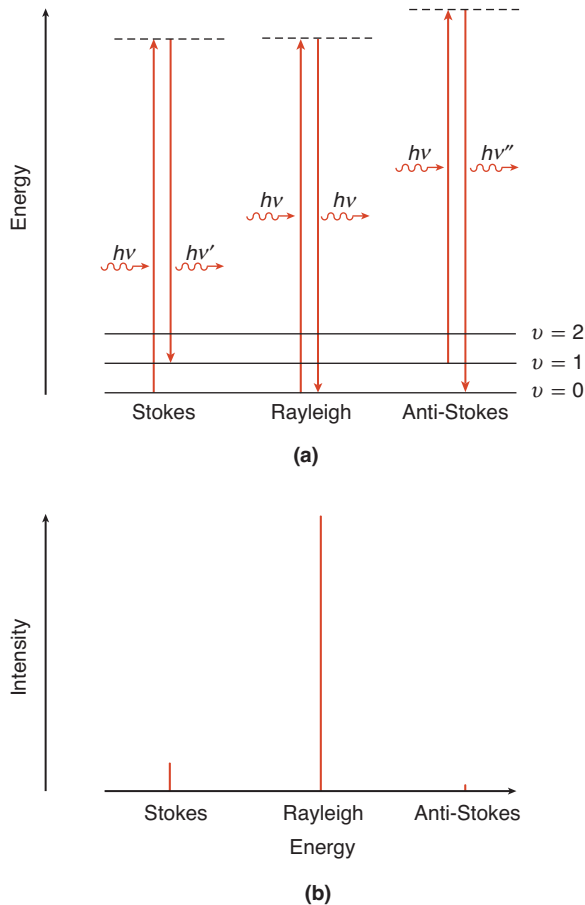 Energy
hν
hν″
hν
hν
hν
hν′
υ = 2
υ = 1
υ = 0
Stokes
Rayleigh
Anti-Stokes
(a)
Intensity
Stokes
Rayleigh
Anti-Stokes
Energy
(b)